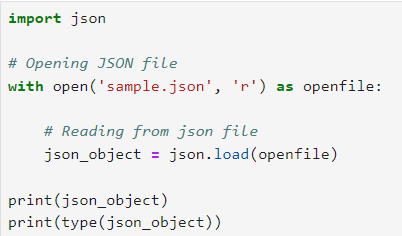 import json
# Opening JSON file
with open('sample.json', 'r') as openfile:
    # Reading from json file
    json_object = json.load(openfile)
print(json_object)
print(type(json_object))